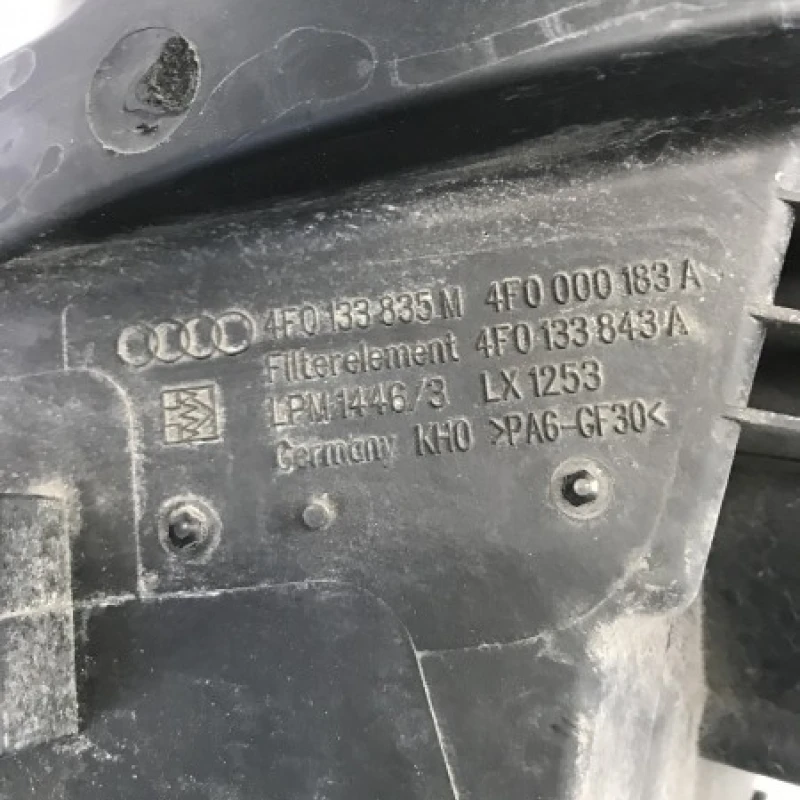 4F0 133 835 M 4F0 000 183 A
Filterelement 4F0 133 843 A
LPM 1446/3 LX 1253
Germany KH0 >PA6-GF30<